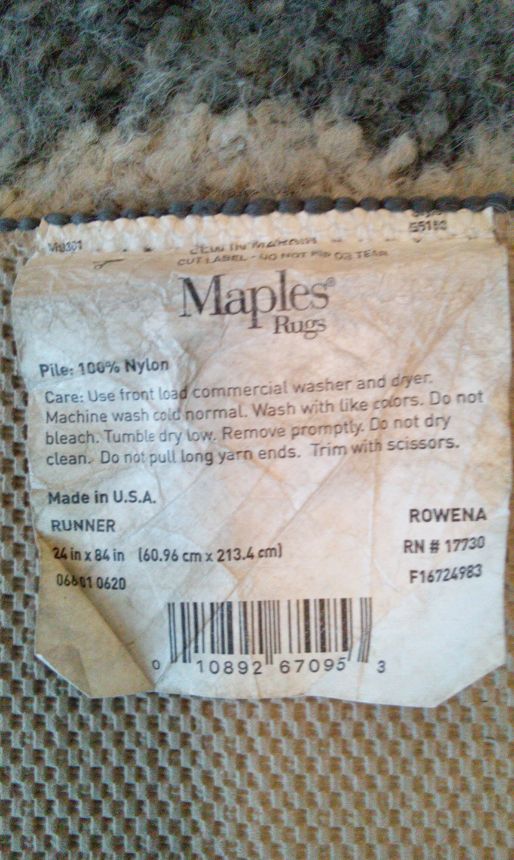 CUT LABEL - DO NOT RIP OR TEAR
Maples®
Rugs
Pile: 100% Nylon
Care: Use front load commercial washer and dryer.
Machine wash cold normal. Wash with like colors. Do not
bleach. Tumble dry low. Remove promptly. Do not dry
clean. Do not pull long yarn ends. Trim with scissors.
Made in U.S.A.
RUNNER
ROWENA
24 in x 84 in (60.96 cm x 213.4 cm)
RN # 17730
06601 0620
F16724983
0 10892 67095 3